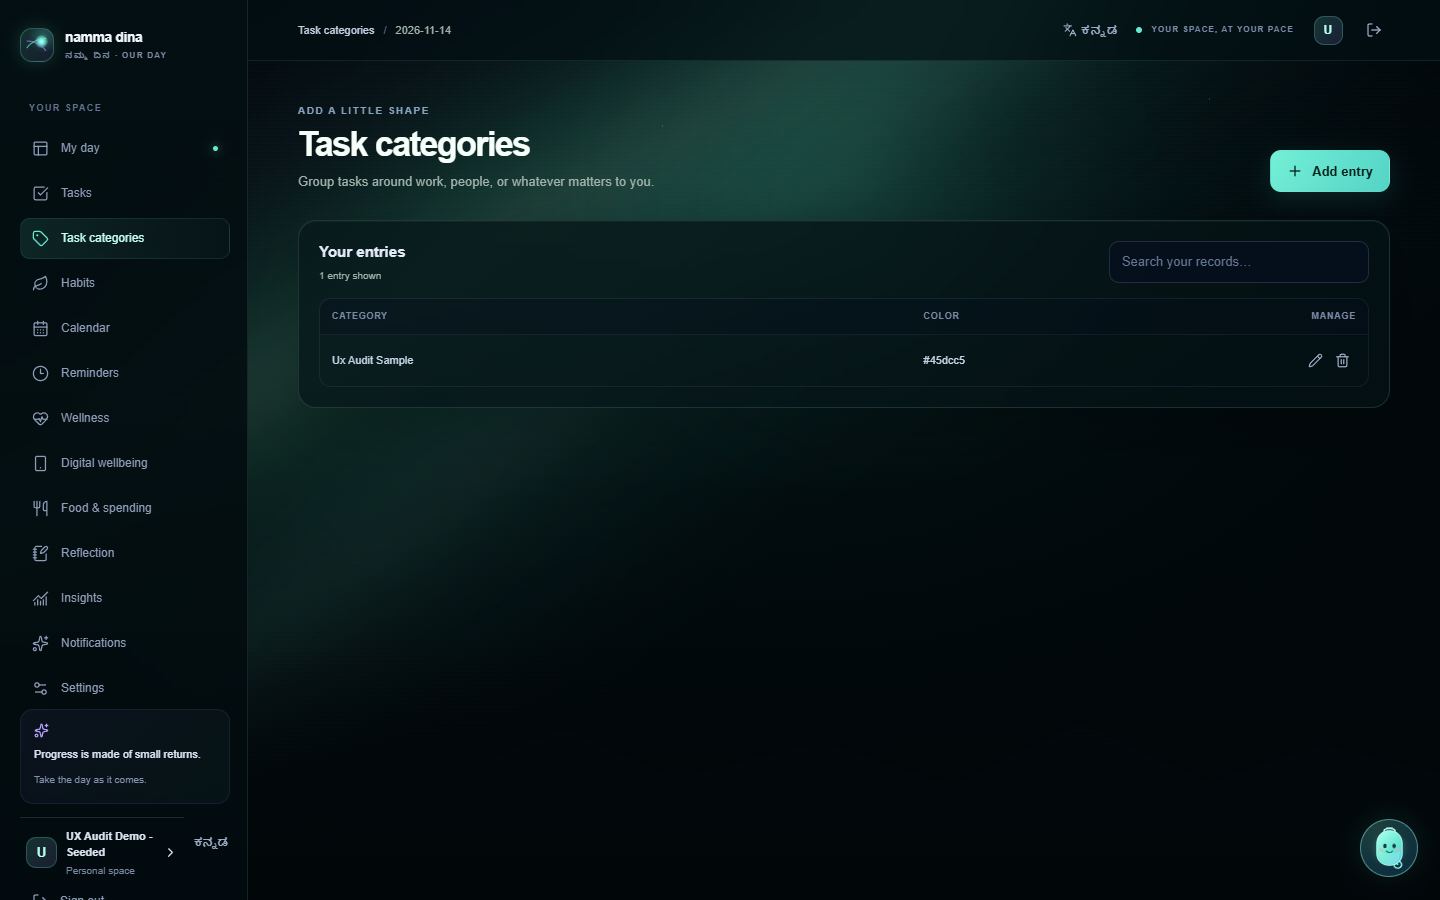 namma dina
ನಮ್ಮ ದಿನ · OUR DAY
YOUR SPACE
My day
Tasks
Task categories
Habits
Calendar
Reminders
Wellness
Digital wellbeing
Food & spending
Reflection
Insights
Notifications
Settings
Progress is made of small returns.
Take the day as it comes.
U
UX Audit Demo -
Seeded
Personal space
ಕನ್ನಡ
Sign out
Task categories / 2026-11-14
ಕನ್ನಡ
YOUR SPACE, AT YOUR PACE
U
ADD A LITTLE SHAPE
Task categories
Group tasks around work, people, or whatever matters to you.
Add entry
Your entries
1 entry shown
Search your records...
CATEGORY COLOR MANAGE
Ux Audit Sample #45dcc5